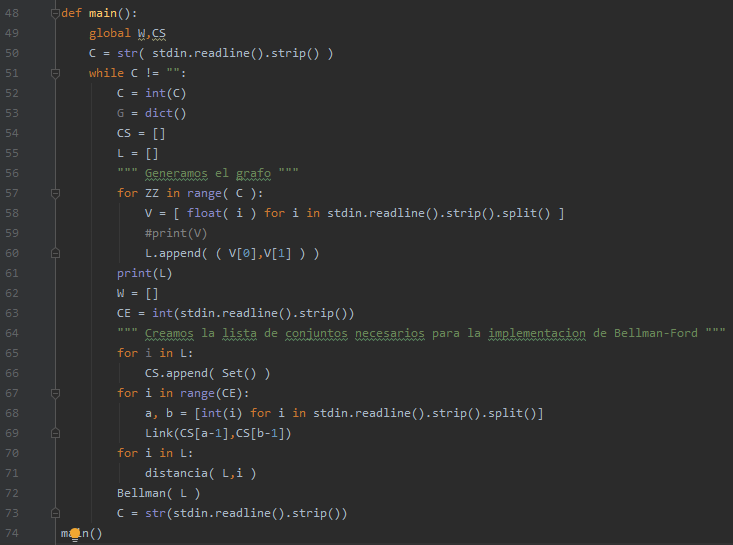 48 def main():
49     global W,CS
50     C = str( stdin.readline().strip() )
51     while C != "":
52         C = int(C)
53         G = dict()
54         CS = []
55         L = []
56         """ Generamos el grafo """
57         for ZZ in range( C ):
58             V = [ float( i ) for i in stdin.readline().strip().split() ]
59             #print(V)
60             L.append( ( V[0],V[1] ) )
61         print(L)
62         W = []
63         CE = int(stdin.readline().strip())
64         """ Creamos la lista de conjuntos necesarios para la implementacion de Bellman-Ford """
65         for i in L:
66             CS.append( Set() )
67         for i in range(CE):
68             a, b = [int(i) for i in stdin.readline().strip().split()]
69             Link(CS[a-1],CS[b-1])
70         for i in L:
71             distancia( L,i )
72         Bellman( L )
73         C = str(stdin.readline().strip())
74 main()